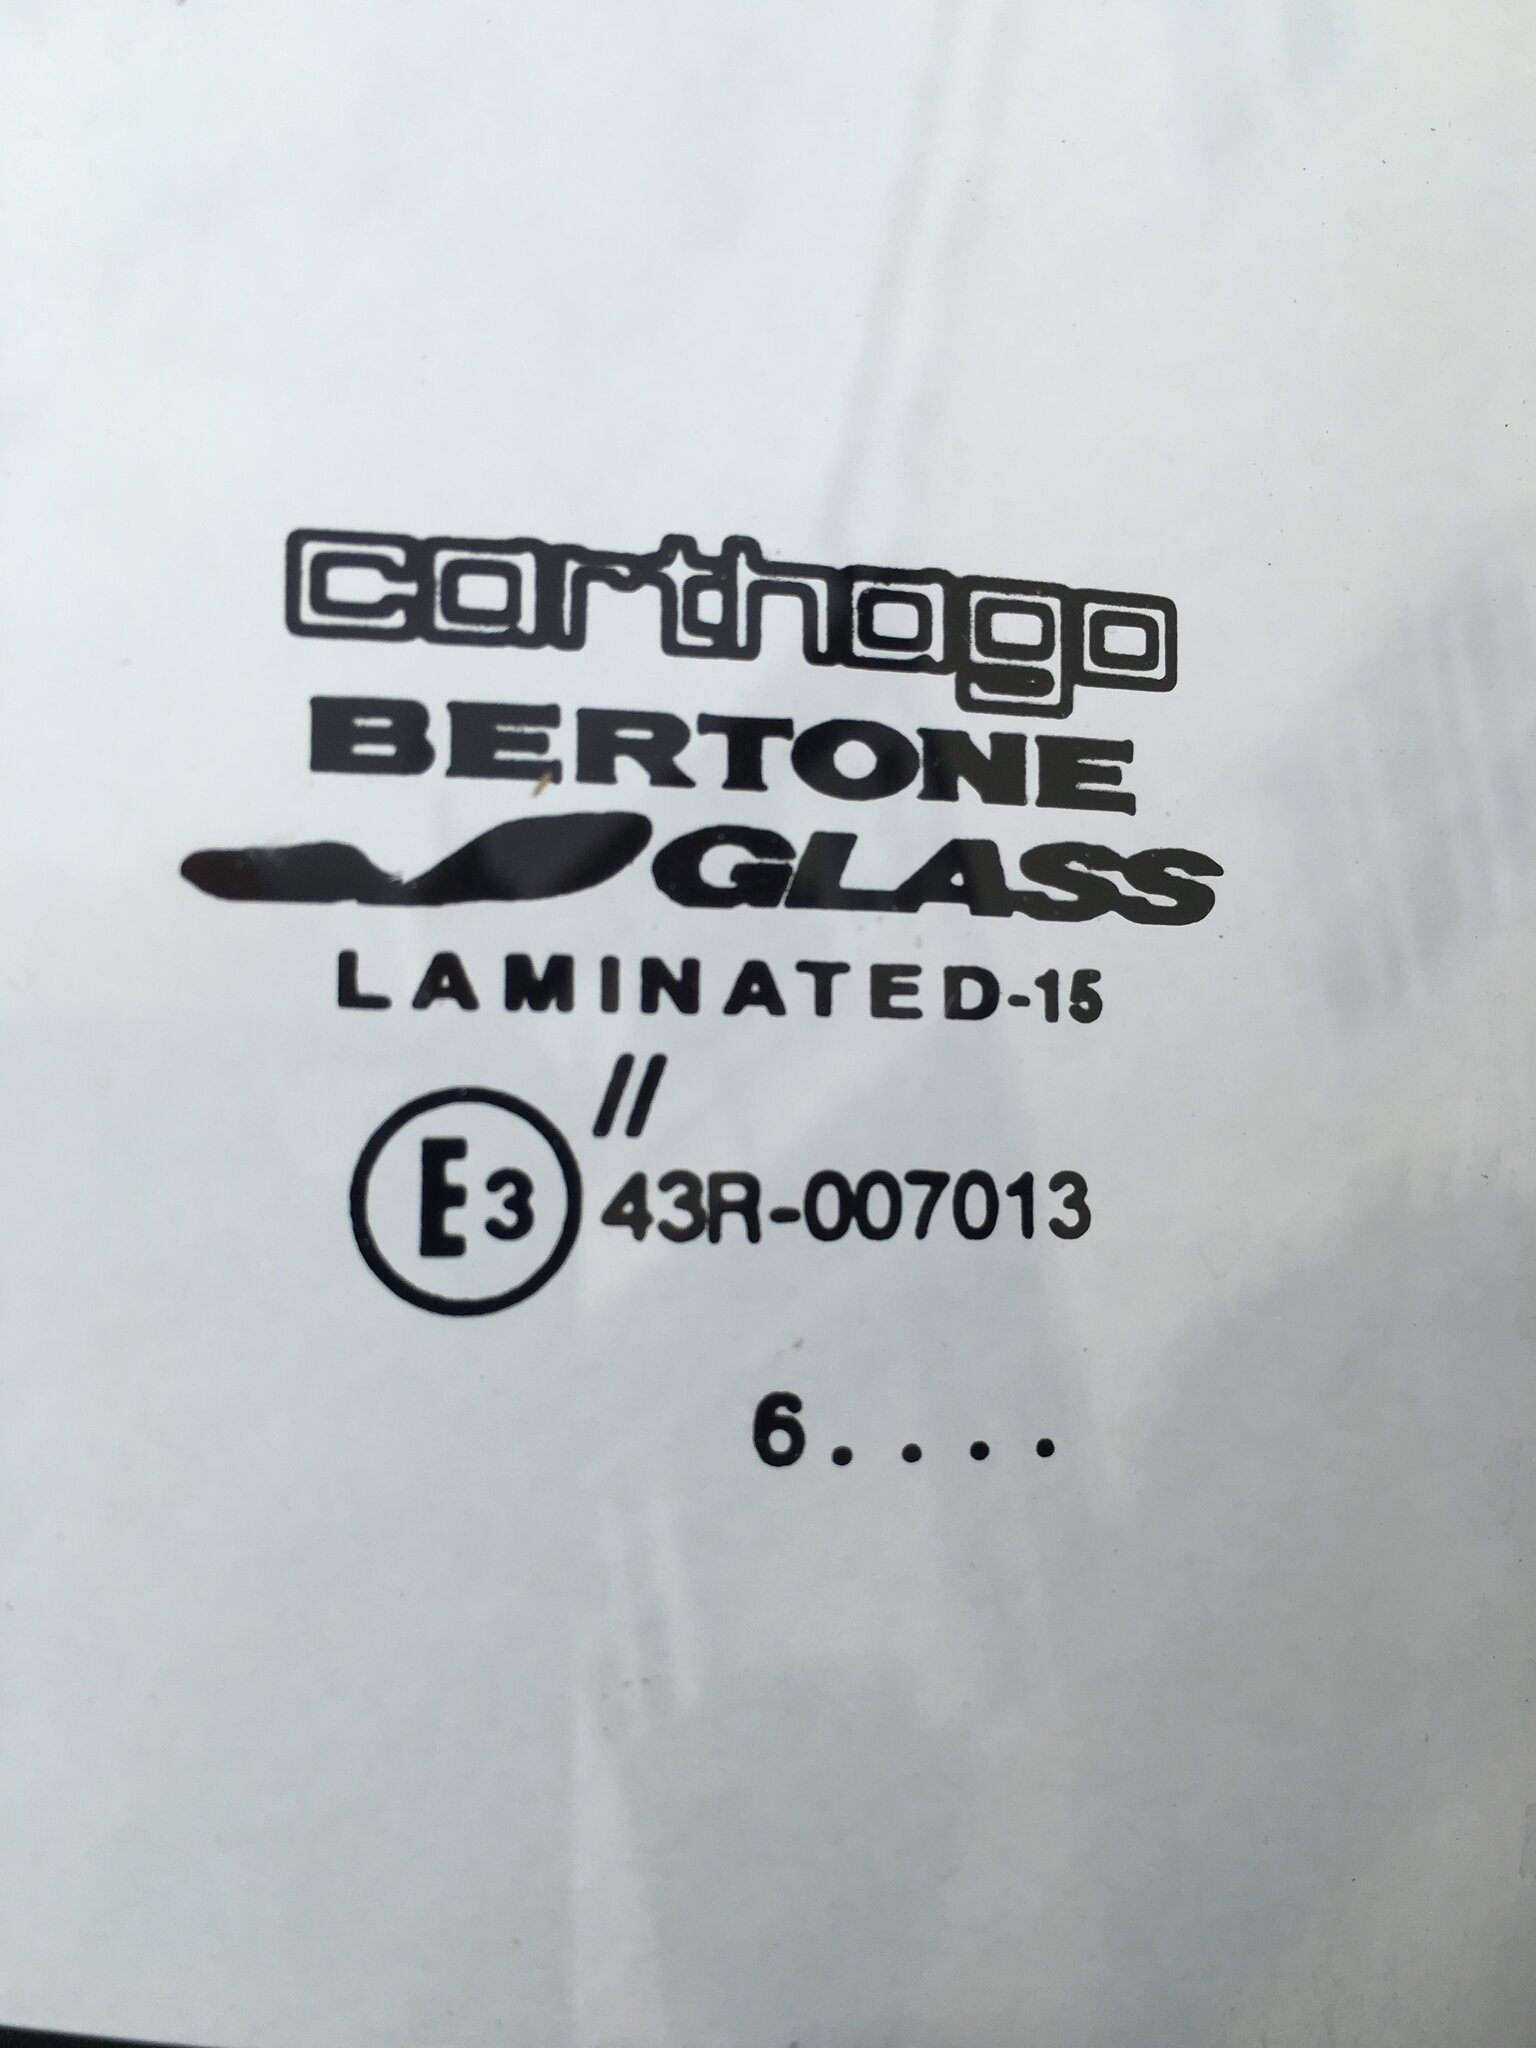 carthago
BERTONE
GLASS
LAMINATED-15
//
E3 43R-007013
6....